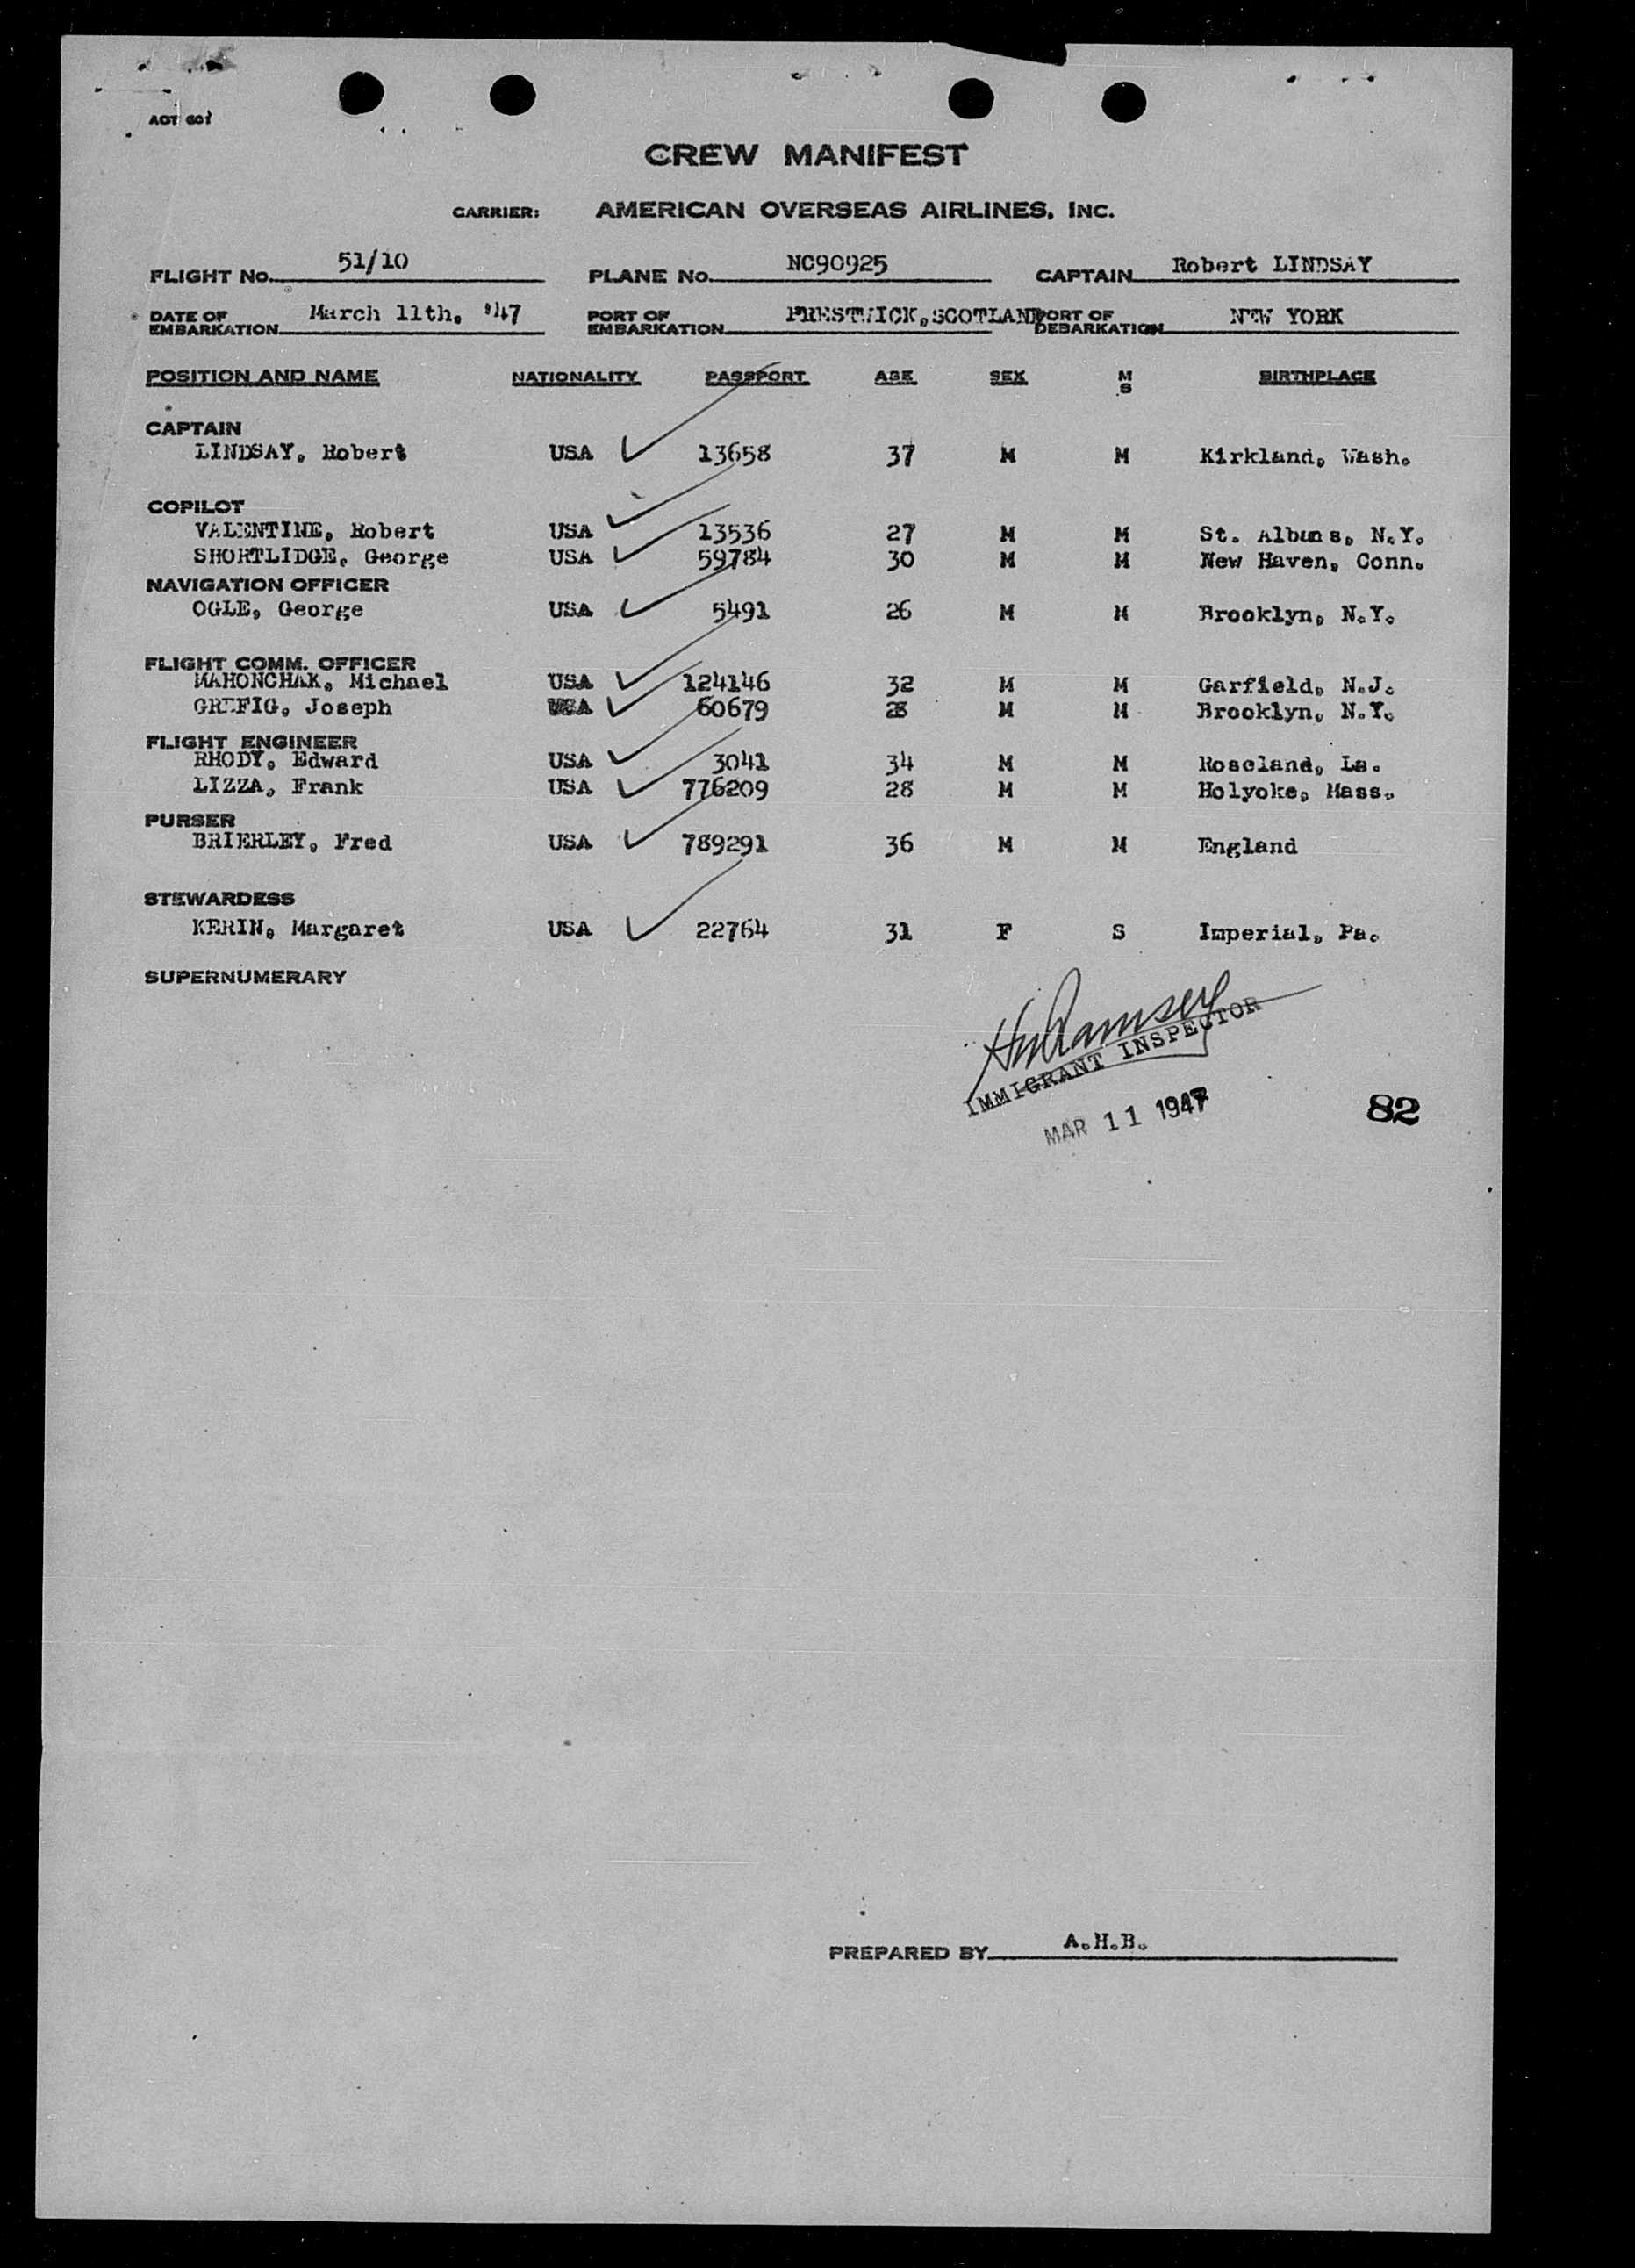 AOT 601
CREW MANIFEST
CARRIER: AMERICAN OVERSEAS AIRLINES, INC.
FLIGHT No. 51/10 PLANE No. NC90925 CAPTAIN Robert LINDSAY
DATE OF EMBARKATION March 11th. '47 PORT OF EMBARKATION PRESTWICK, SCOTLAND PORT OF DEBARKATION NEW YORK
POSITION AND NAME NATIONALITY PASSPORT AGE SEX M S BIRTHPLACE
CAPTAIN
LINDSAY, Robert USA 13658 37 M M Kirkland, Wash.
COPILOT
VALENTINE, Robert USA 13536 27 M M St. Albans, N.Y.
SHORTLIDGE, George USA 59784 30 M M New Haven, Conn.
NAVIGATION OFFICER
OGLE, George USA 5491 26 M M Brooklyn, N.Y.
FLIGHT COMM. OFFICER
MAHONCHAK, Michael USA 124146 32 M M Garfield, N.J.
GREFIG, Joseph USA 60679 28 M M Brooklyn, N.Y.
FLIGHT ENGINEER
RHODY, Edward USA 3041 34 M M Roseland, La.
LIZZA, Frank USA 776209 28 M M Holyoke, Mass.
PURSER
BRIERLEY, Fred USA 789291 36 M M England
STEWARDESS
KERIN, Margaret USA 22764 31 F S Imperial, Pa.
SUPERNUMERARY
Ramsey
IMMIGRANT INSPECTOR
MAR 11 1947
82
PREPARED BY A.H.B.